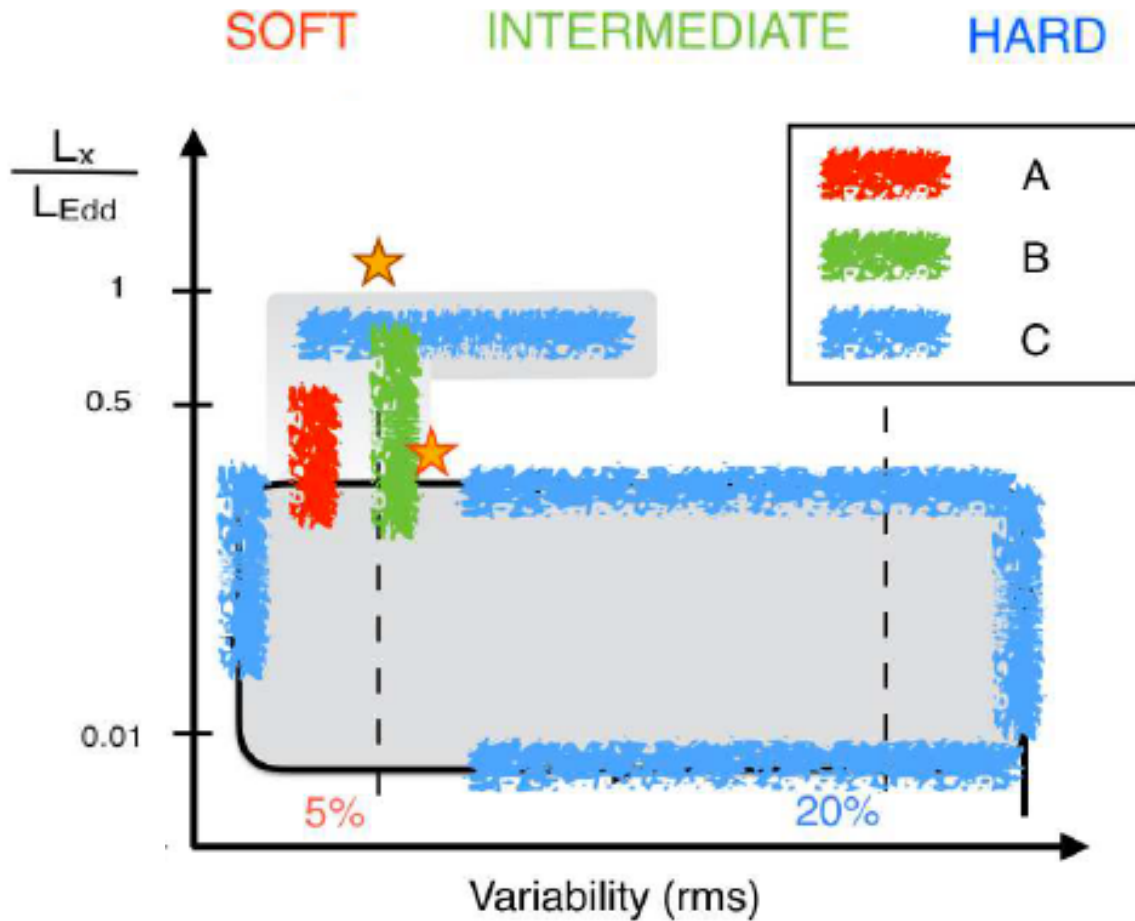 SOFT INTERMEDIATE HARD
Lx
LEdd
A
B
C
1
0.5
0.01
5% 20%
Variability (rms)